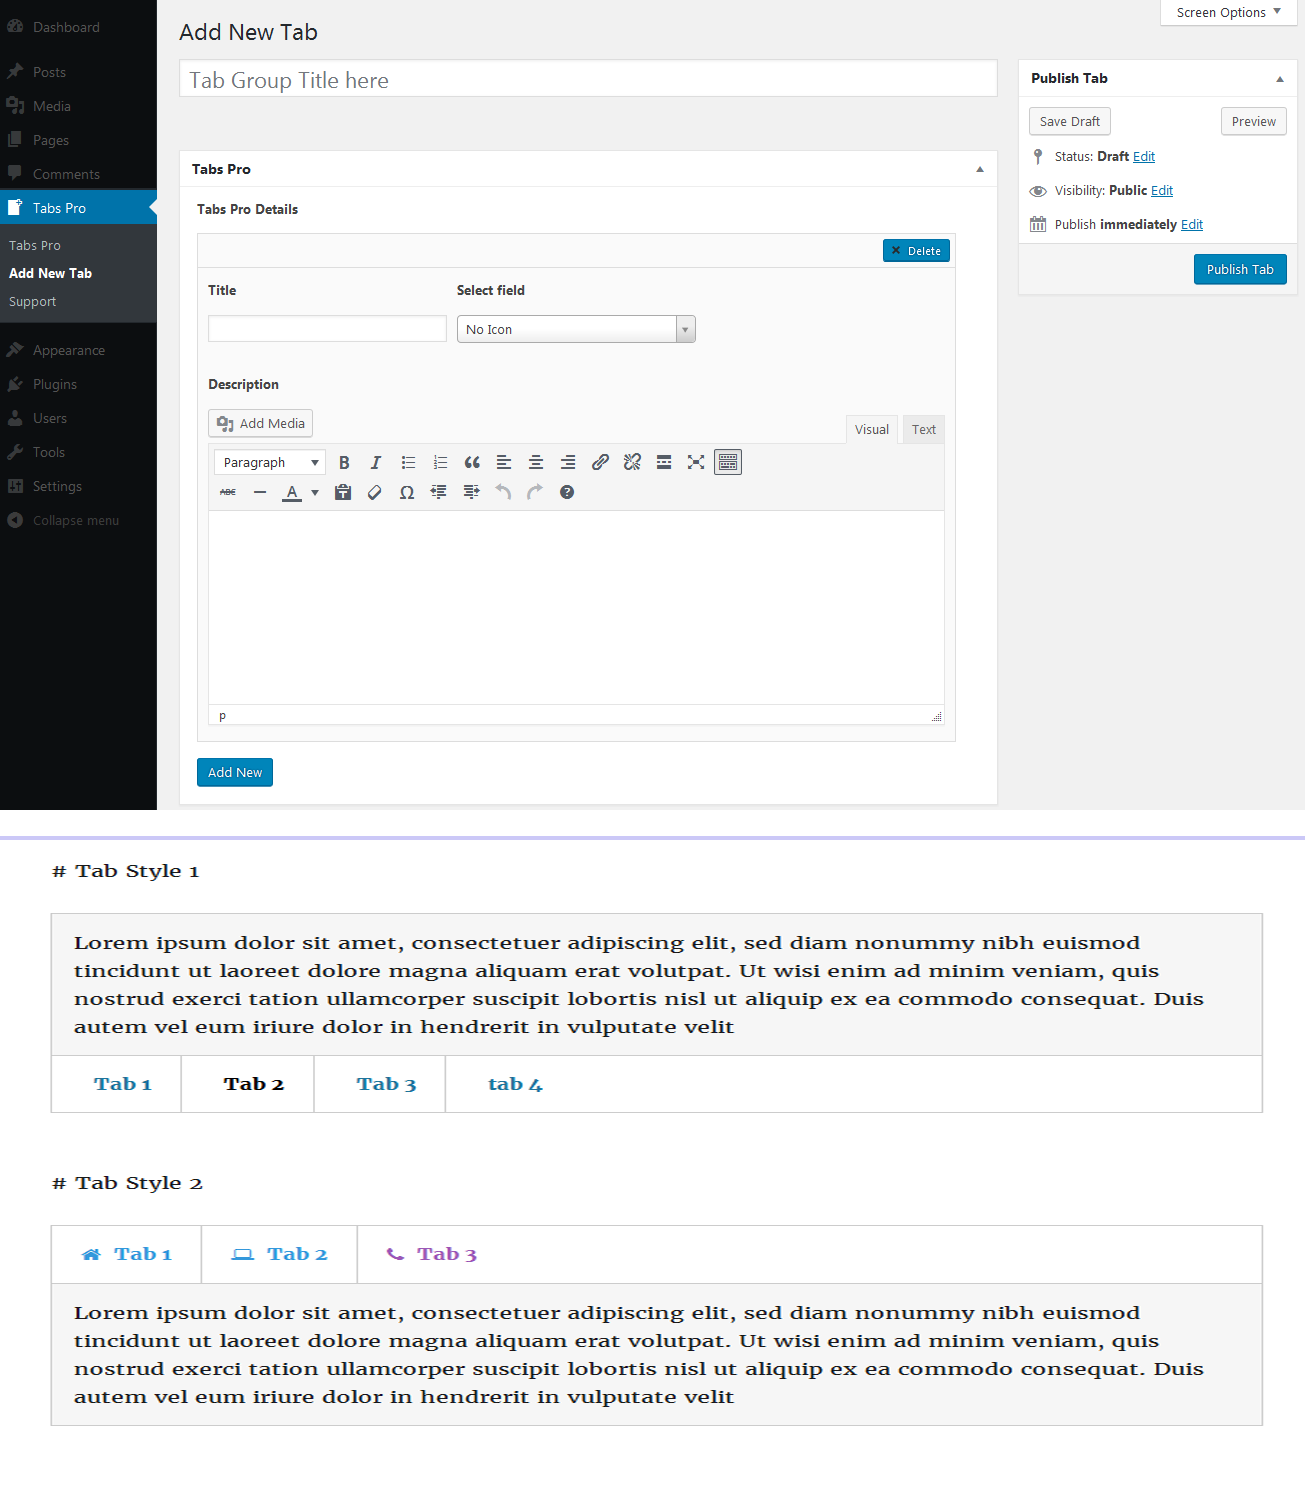 Dashboard
Posts
Media
Pages
Comments
Tabs Pro
Tabs Pro
Add New Tab
Support
Appearance
Plugins
Users
Tools
Settings
Collapse menu
Screen Options
Add New Tab
Tab Group Title here
Tabs Pro
Tabs Pro Details
Delete
Title
Select field
No Icon
Description
Add Media
Visual
Text
Paragraph
B I
ABC A Ω
p
Add New
Publish Tab
Save Draft
Preview
Status: Draft Edit
Visibility: Public Edit
Publish immediately Edit
Publish Tab
# Tab Style 1
Lorem ipsum dolor sit amet, consectetuer adipiscing elit, sed diam nonummy nibh euismod
tincidunt ut laoreet dolore magna aliquam erat volutpat. Ut wisi enim ad minim veniam, quis
nostrud exerci tation ullamcorper suscipit lobortis nisl ut aliquip ex ea commodo consequat. Duis
autem vel eum iriure dolor in hendrerit in vulputate velit
Tab 1 Tab 2 Tab 3 tab 4
# Tab Style 2
Tab 1 Tab 2 Tab 3
Lorem ipsum dolor sit amet, consectetuer adipiscing elit, sed diam nonummy nibh euismod
tincidunt ut laoreet dolore magna aliquam erat volutpat. Ut wisi enim ad minim veniam, quis
nostrud exerci tation ullamcorper suscipit lobortis nisl ut aliquip ex ea commodo consequat. Duis
autem vel eum iriure dolor in hendrerit in vulputate velit